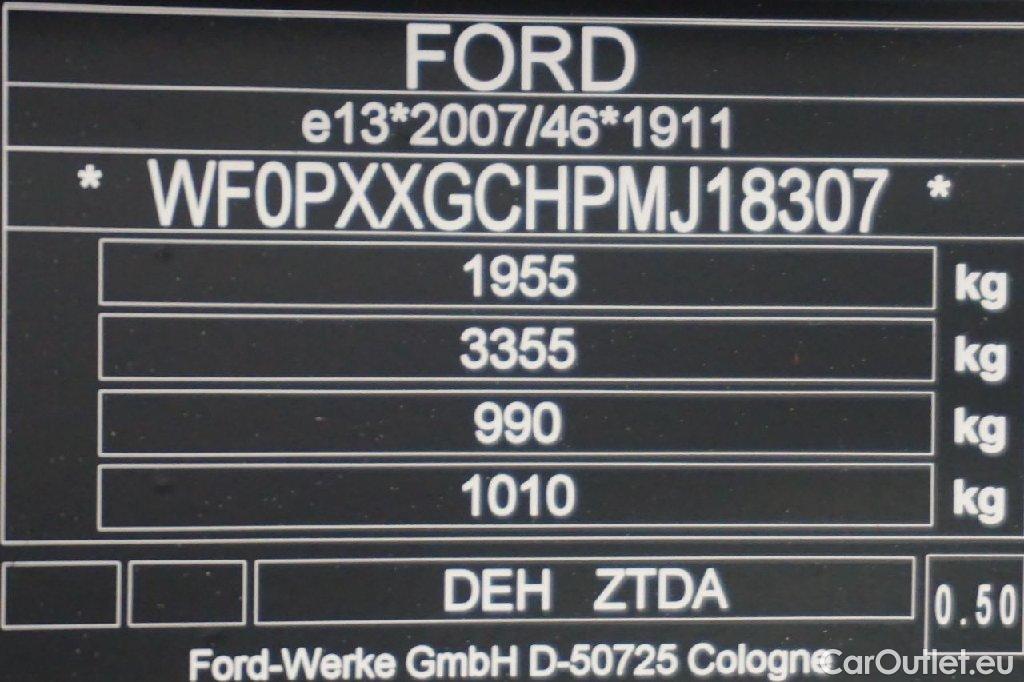 FORD
e13*2007/46*1911
* WF0PXXGCHPMJ18307 *
1955 kg
3355 kg
990 kg
1010 kg
DEH ZTDA 0.50
Ford-Werke GmbH D-50725 Cologne
CarOutlet.eu